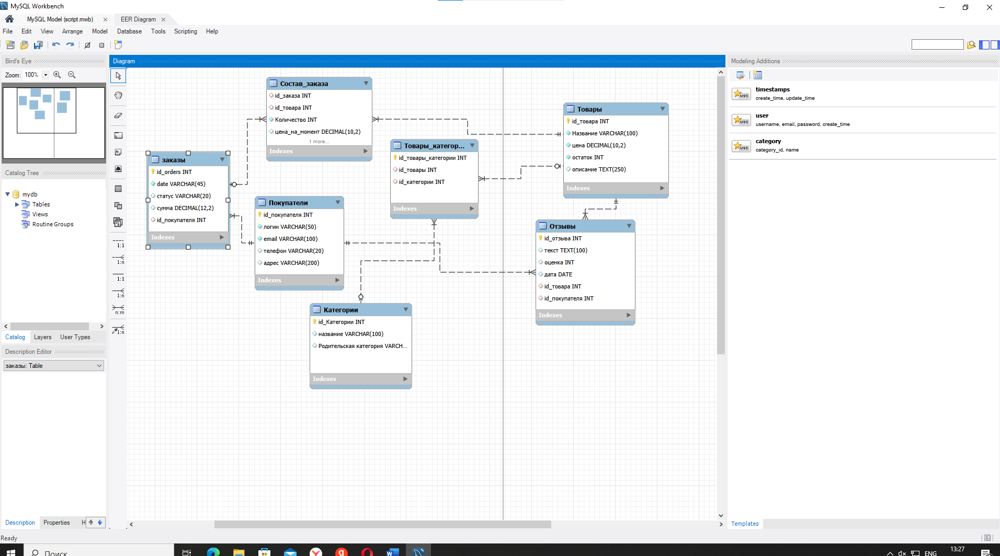 MySQL Workbench
MySQL Model (script.mwb)
EER Diagram
File Edit View Arrange Model Database Tools Scripting Help
Bird's Eye
Zoom: 100%
Catalog Tree
mydb
Tables
Views
Routine Groups
Catalog Layers User Types
Description Editor
заказы: Table
Description Properties H
Ready
Diagram
1:1
1:n
1:1
1:n
n:m
1:n
Состав_заказа
id_заказа INT
id_товара INT
Количество INT
цена_на_момент DECIMAL(10,2)
1 more...
Indexes
заказы
id_orders INT
date VARCHAR(45)
статус VARCHAR(20)
сумма DECIMAL(12,2)
id_покупателя INT
Indexes
Покупатели
id_покупателя INT
логин VARCHAR(50)
email VARCHAR(100)
телефон VARCHAR(20)
адрес VARCHAR(200)
Indexes
Товары_категор...
id_товары_категории INT
id_товары INT
id_категории INT
Indexes
Категории
id_Категории INT
название VARCHAR(100)
Родительская категория VARCH...
Indexes
Товары
id_товара INT
Название VARCHAR(100)
цена DECIMAL(10,2)
остаток INT
описание TEXT(250)
Indexes
Отзывы
id_отзыва INT
текст TEXT(100)
оценка INT
дата DATE
id_товара INT
id_покупателя INT
Indexes
Modeling Additions
MWB
timestamps
create_time, update_time
MWB
user
username, email, password, create_time
MWB
category
category_id, name
Templates
Поиск
ENG
13:27